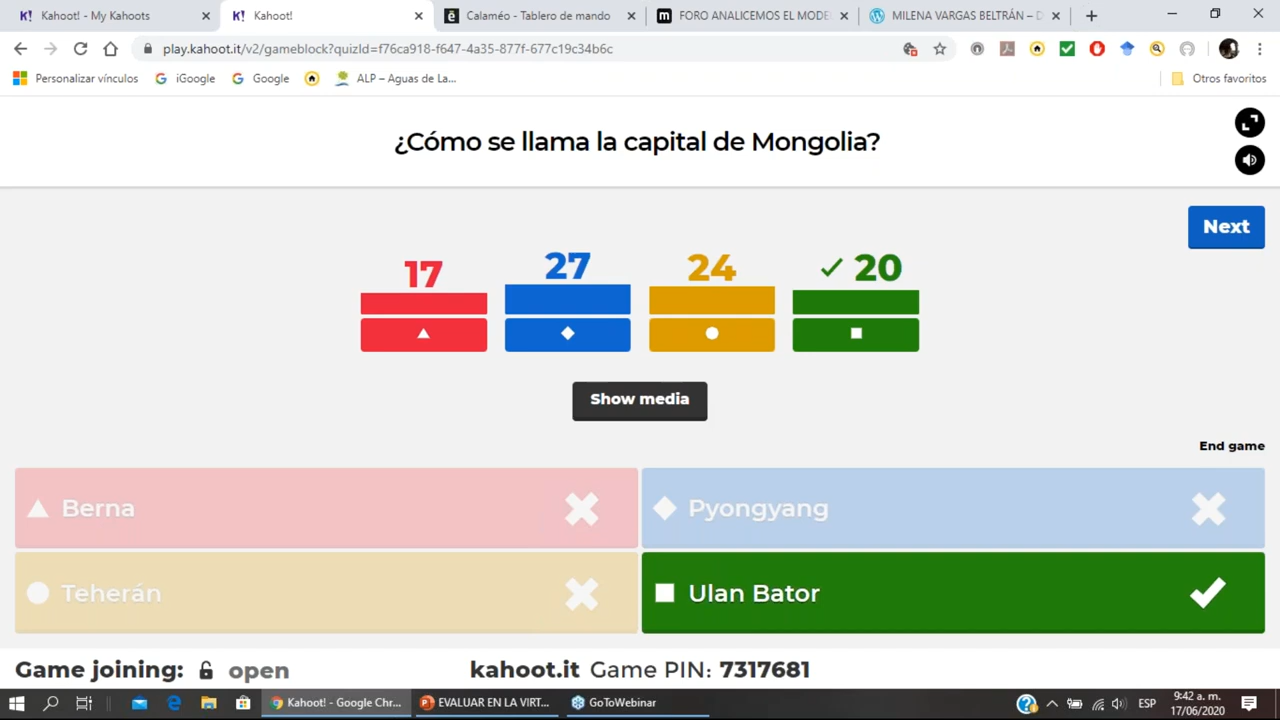 Kahoot! - My Kahoots
Kahoot!
Calaméo - Tablero de mando
FORO ANALICEMOS EL MODE
MILENA VARGAS BELTRÁN – D
play.kahoot.it/v2/gameblock?quizId=f76ca918-f647-4a35-877f-677c19c34b6c
Personalizar vínculos
iGoogle
Google
ALP – Aguas de La...
Otros favoritos
¿Cómo se llama la capital de Mongolia?
Next
17
27
24
20
Show media
End game
Berna
Pyongyang
Teherán
Ulan Bator
Game joining: open
kahoot.it Game PIN: 7317681
Kahoot! - Google Chr...
EVALUAR EN LA VIRT...
GoToWebinar
ESP
9:42 a. m.
17/06/2020